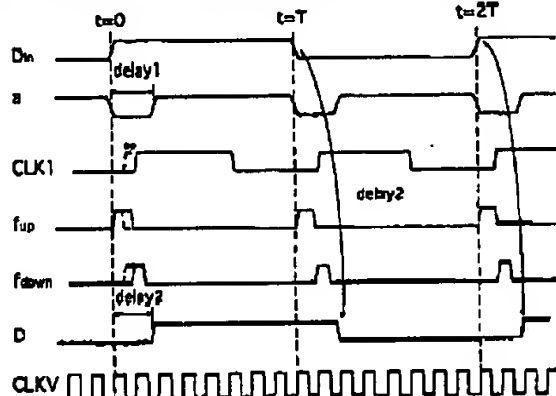 t=0 t=T t=2T
Din
delay1
a
CLK1
delay2
fup
fdown
delay2
D
CLKV